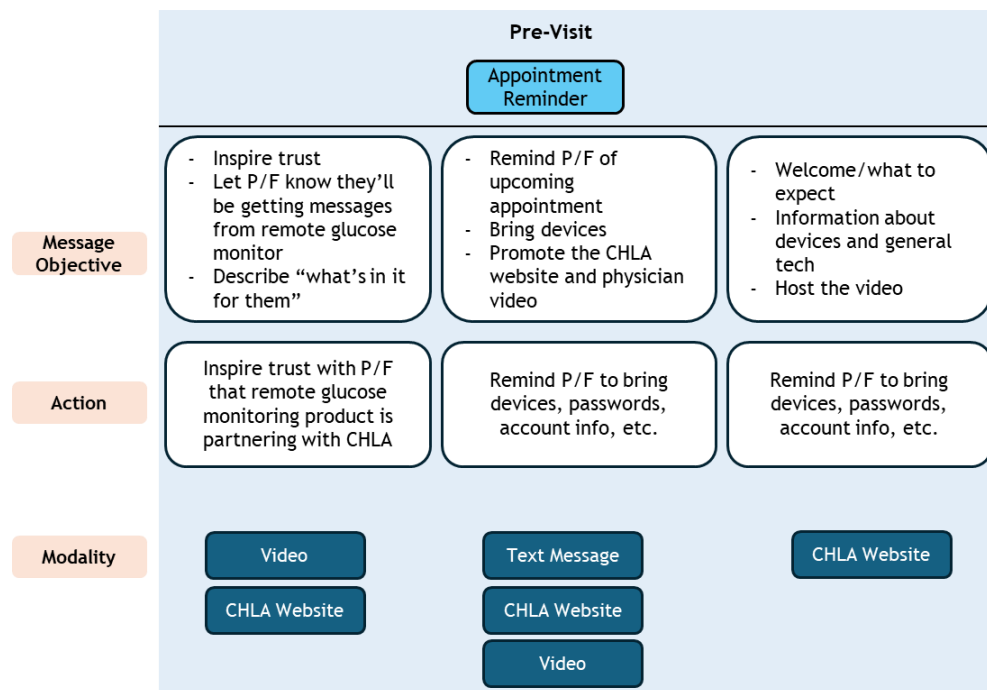 Pre-Visit
Appointment
Reminder
Message
Objective
- Inspire trust
- Let P/F know they’ll
be getting messages
from remote glucose
monitor
- Describe “what’s in it
for them”
- Remind P/F of
upcoming
appointment
- Bring devices
- Promote the CHLA
website and physician
video
- Welcome/what to
expect
- Information about
devices and general
tech
- Host the video
Action
Inspire trust with P/F
that remote glucose
monitoring product is
partnering with CHLA
Remind P/F to bring
devices, passwords,
account info, etc.
Remind P/F to bring
devices, passwords,
account info, etc.
Modality
Video
CHLA Website
Text Message
CHLA Website
Video
CHLA Website